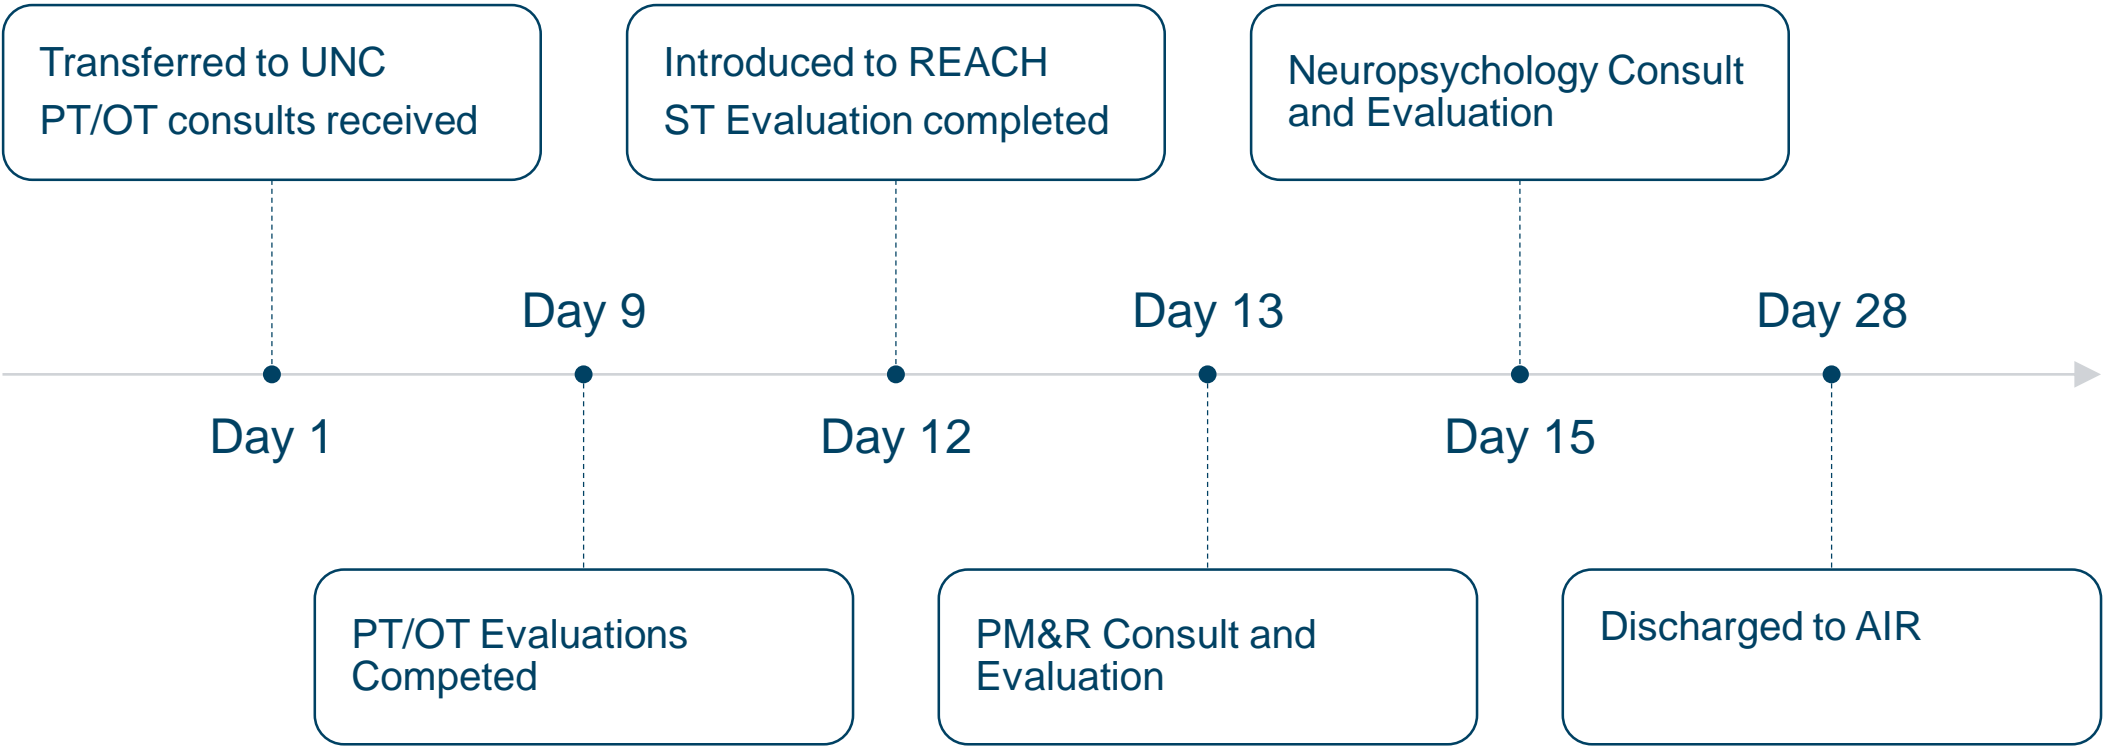 Transferred to UNC
PT/OT consults received
Introduced to REACH
ST Evaluation completed
Neuropsychology Consult
and Evaluation
Day 9
Day 13
Day 28
Day 1
Day 12
Day 15
PT/OT Evaluations
Competed
PM&R Consult and
Evaluation
Discharged to AIR